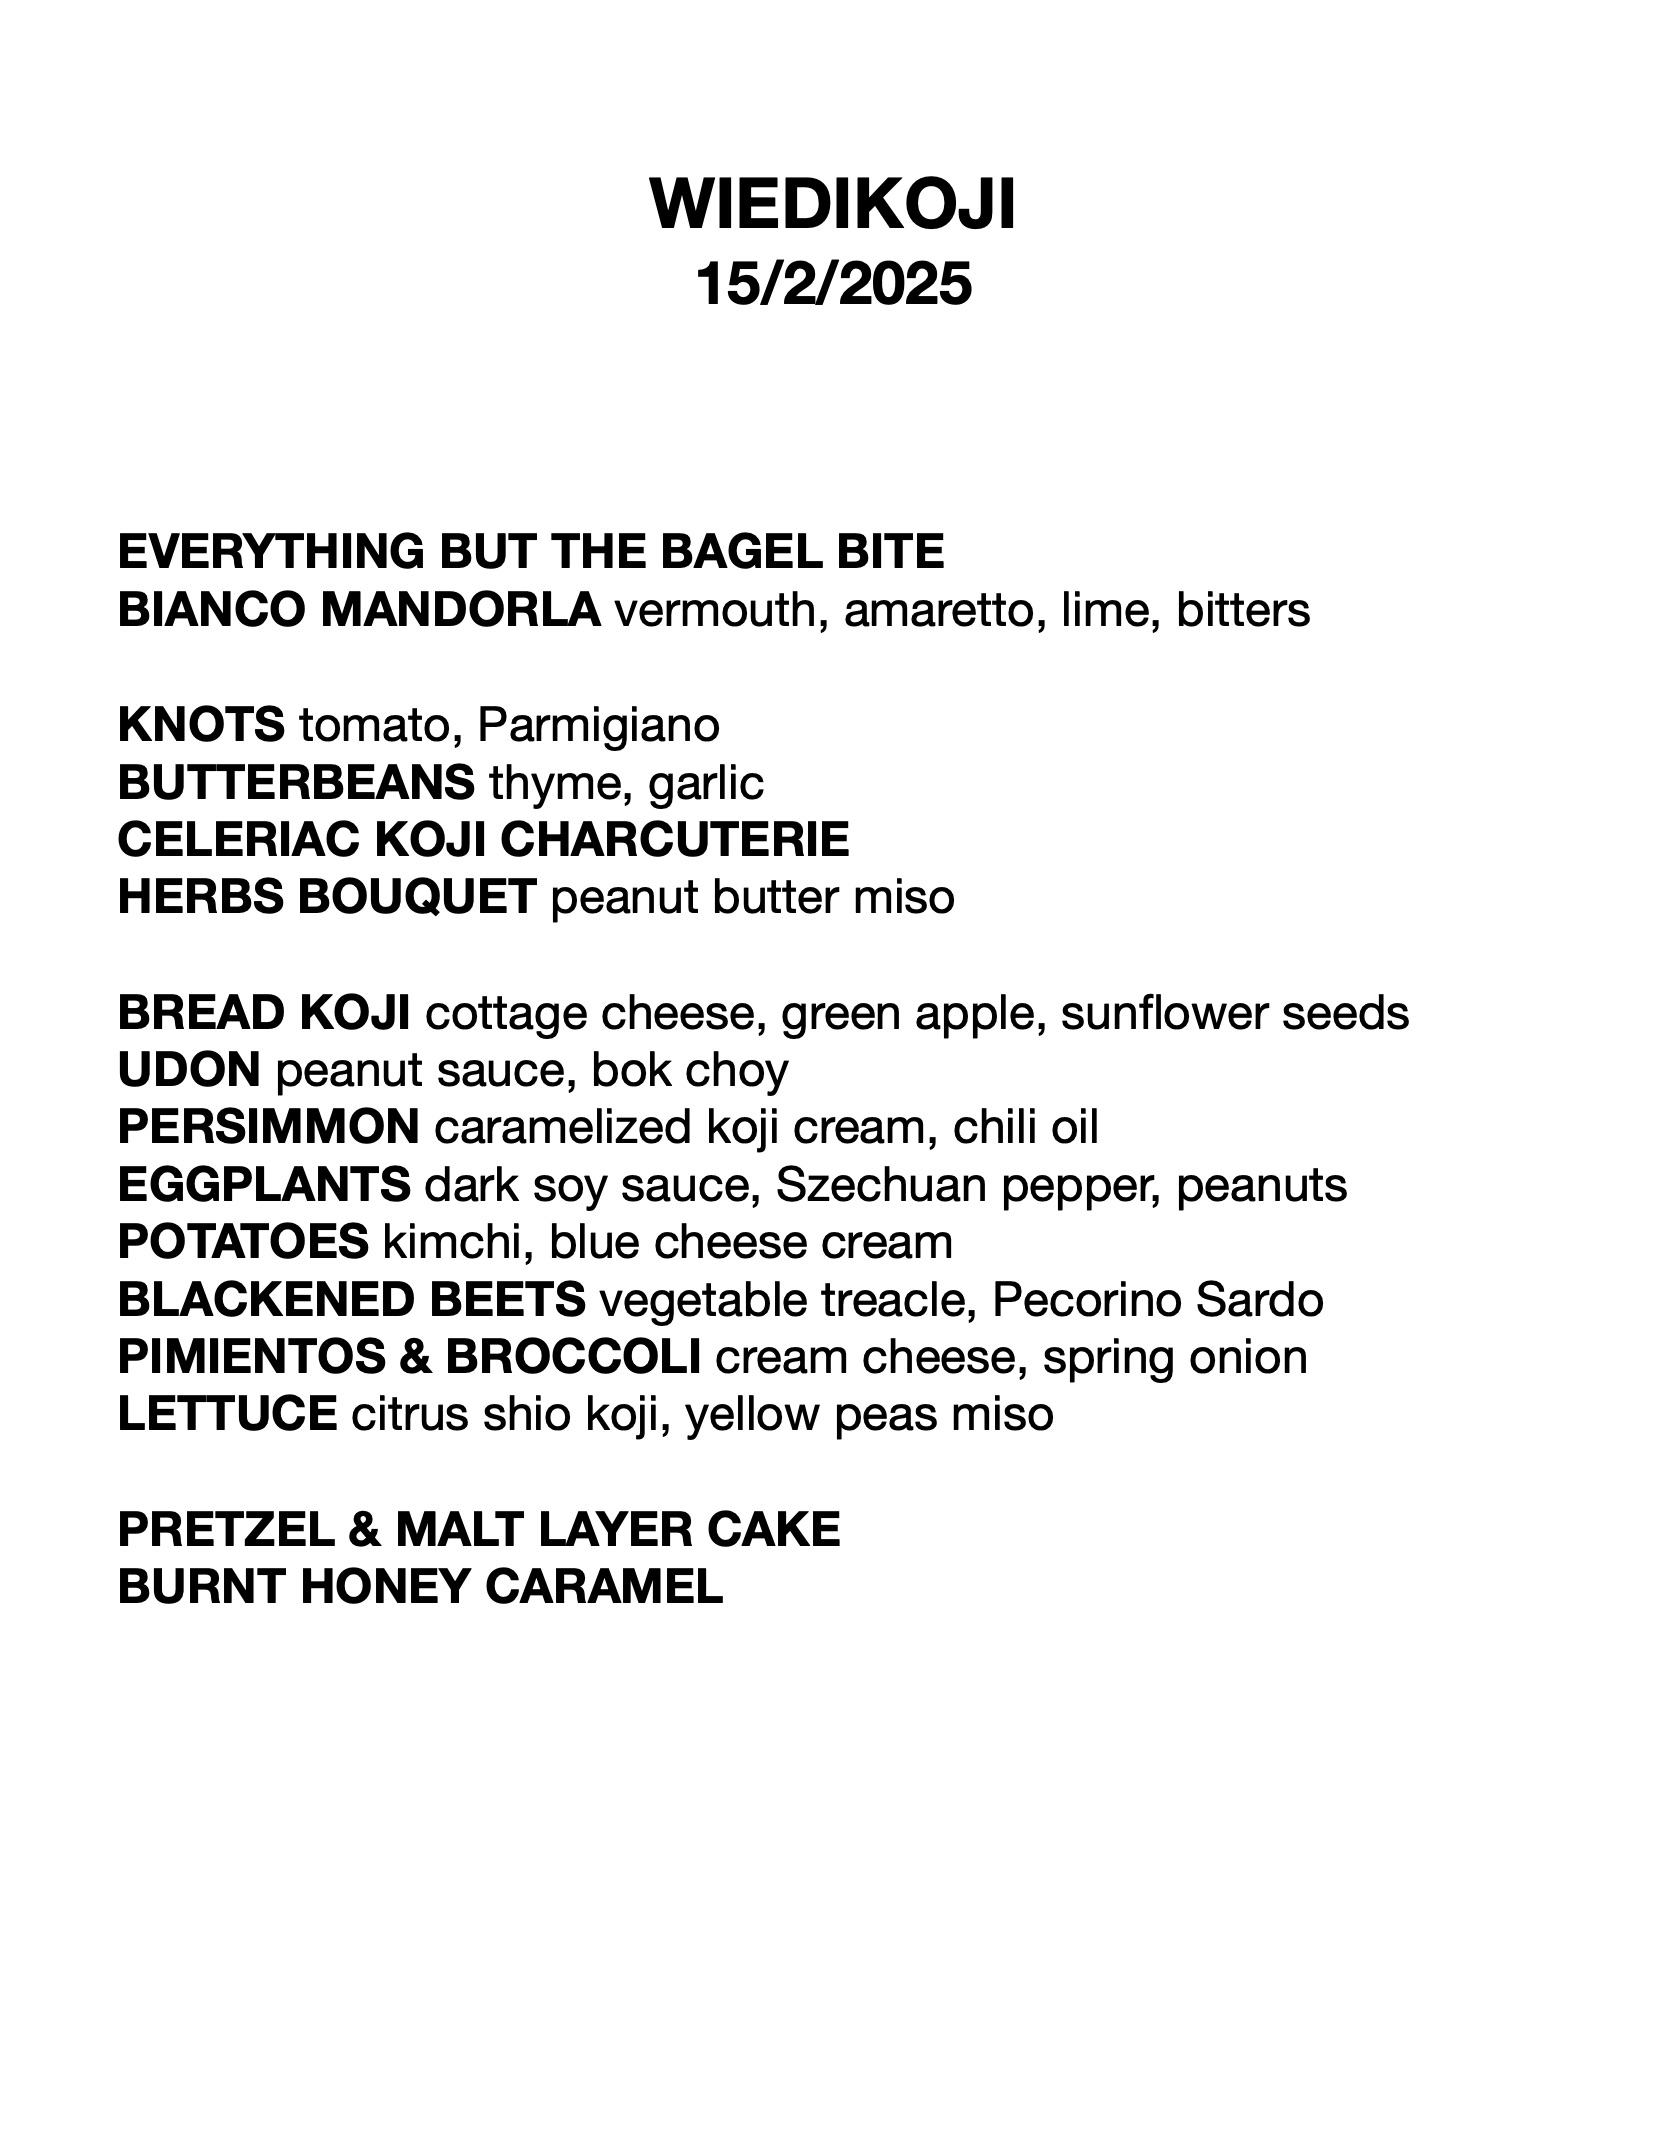 WIEDIKOJI
15/2/2025
EVERYTHING BUT THE BAGEL BITE
BIANCO MANDORLA vermouth, amaretto, lime, bitters
KNOTS tomato, Parmigiano
BUTTERBEANS thyme, garlic
CELERIAC KOJI CHARCUTERIE
HERBS BOUQUET peanut butter miso
BREAD KOJI cottage cheese, green apple, sunflower seeds
UDON peanut sauce, bok choy
PERSIMMON caramelized koji cream, chili oil
EGGPLANTS dark soy sauce, Szechuan pepper, peanuts
POTATOES kimchi, blue cheese cream
BLACKENED BEETS vegetable treacle, Pecorino Sardo
PIMIENTOS & BROCCOLI cream cheese, spring onion
LETTUCE citrus shio koji, yellow peas miso
PRETZEL & MALT LAYER CAKE
BURNT HONEY CARAMEL